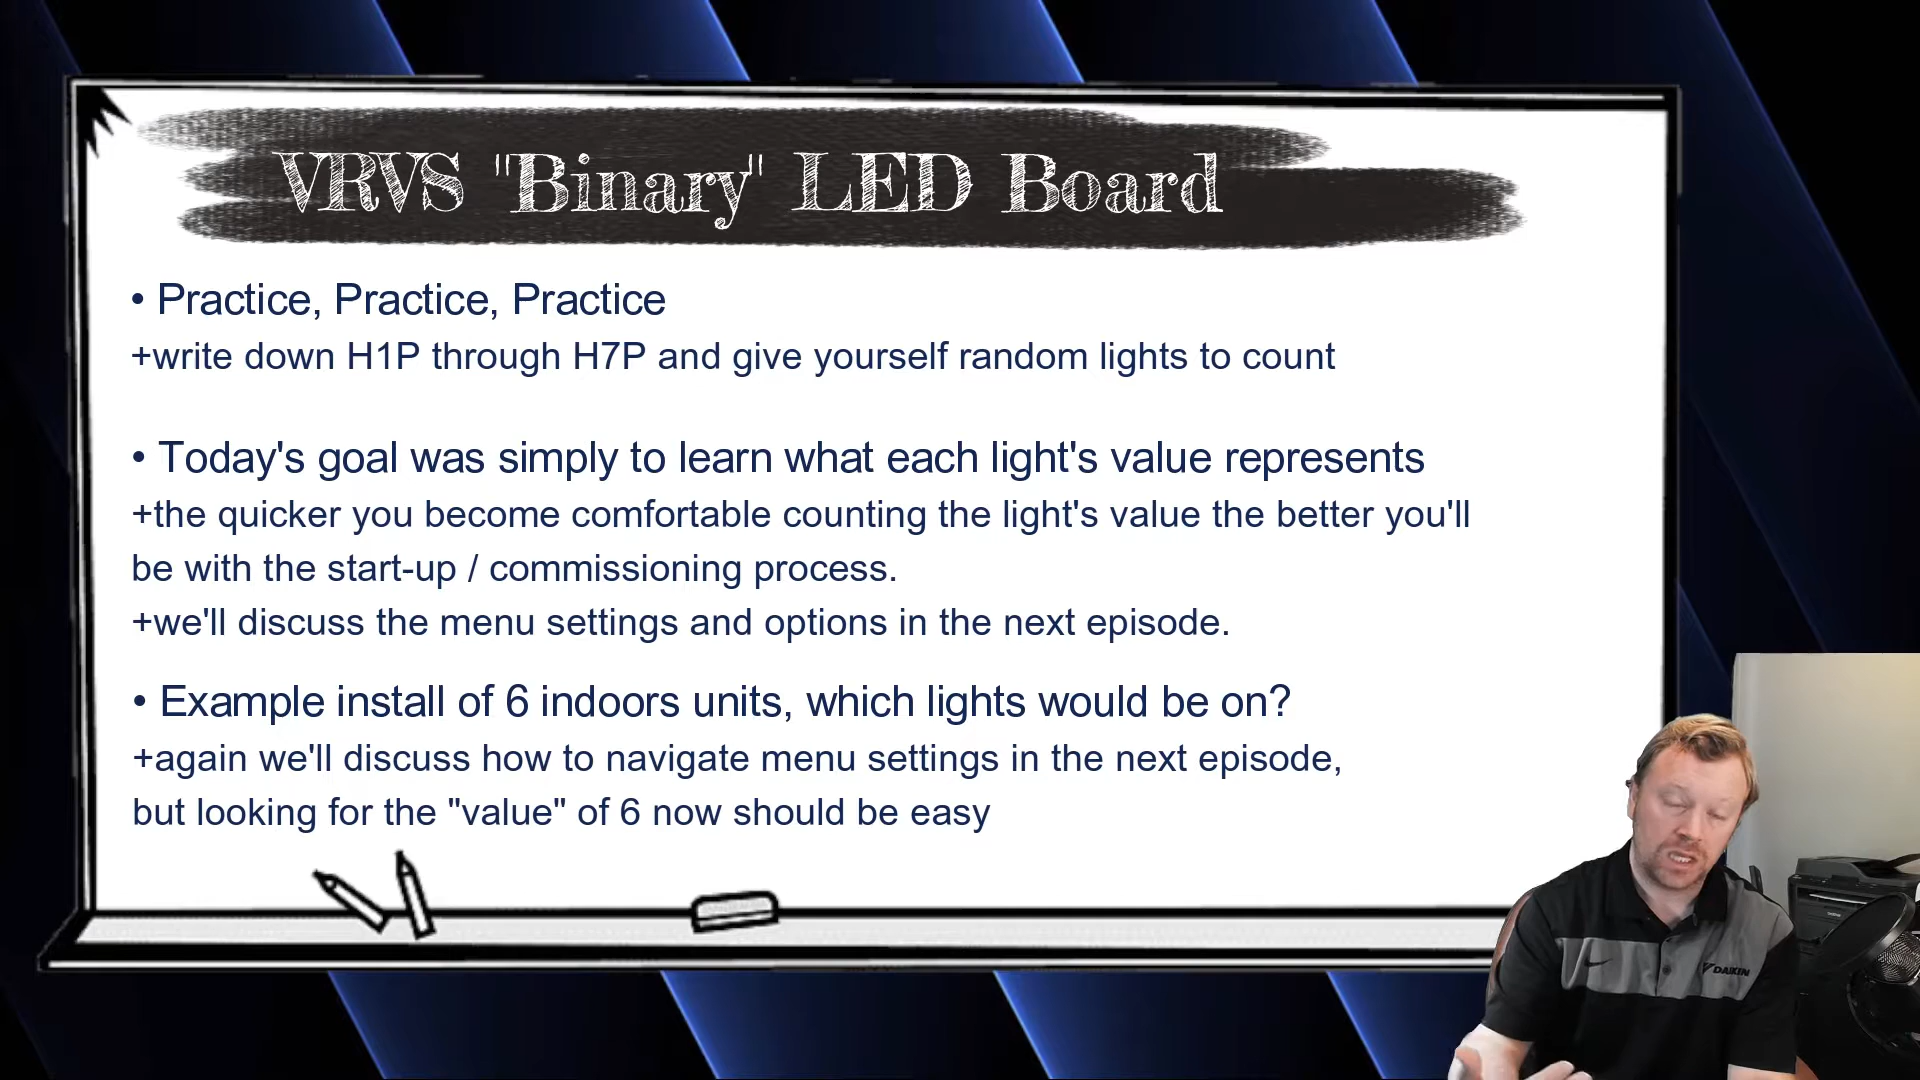 VRVS "Binary" LED Board
• Practice, Practice, Practice
+write down H1P through H7P and give yourself random lights to count
• Today's goal was simply to learn what each light's value represents
+the quicker you become comfortable counting the light's value the better you'll
be with the start-up / commissioning process.
+we'll discuss the menu settings and options in the next episode.
• Example install of 6 indoors units, which lights would be on?
+again we'll discuss how to navigate menu settings in the next episode,
but looking for the "value" of 6 now should be easy
DAIKIN